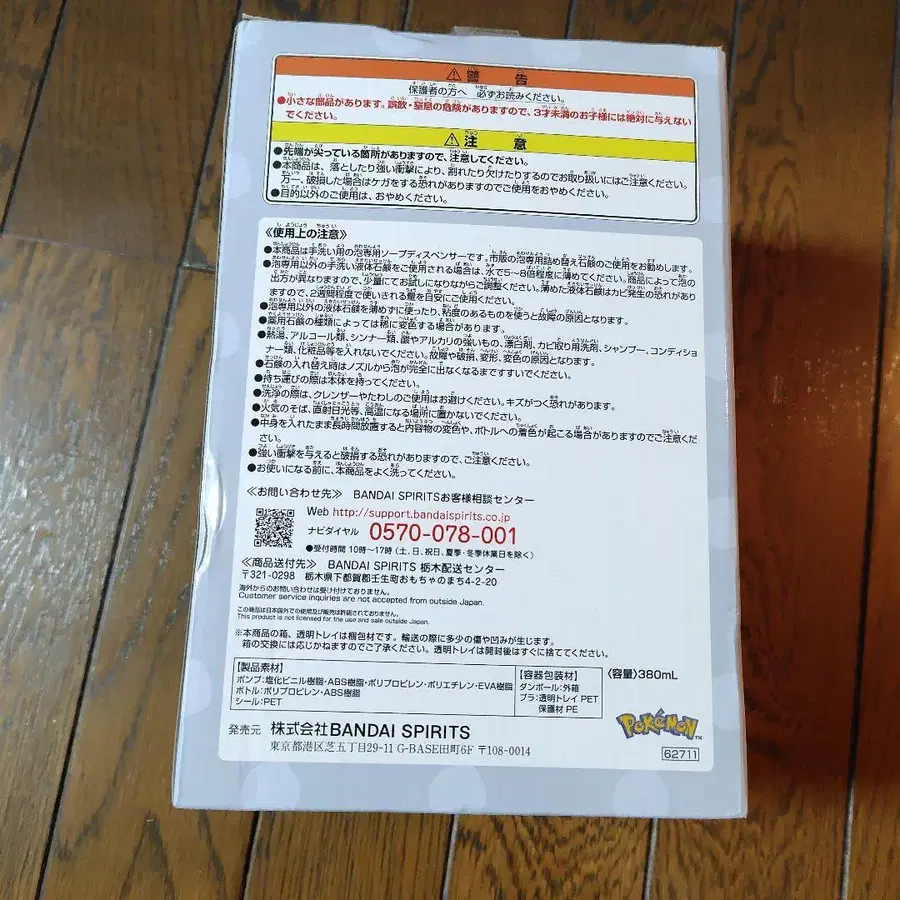 ⚠警告
保護者の方へ 必ずお読みください。
●小さな部品があります。誤飲・窒息の危険がありますので、3才未満のお子様には絶対に与えない
でください。
⚠注意
●先端が尖っている箇所がありますので、注意してください。
●本商品は、落としたり強い衝撃により、割れたり欠けたりするのでお取り扱いにはご注意ください。
万一、破損した場合はケガをする恐れがありますのでご使用をおやめください。
●目的以外のご使用は、おやめください。
《使用上の注意》
●本商品は手洗い用の泡専用ソープディスペンサーです。市販の泡専用詰め替え石鹸のご使用をお勧めします。
●泡専用以外の手洗い液体石鹸をご使用される場合は、水で5～8倍程度に薄めてください。商品によって泡の
出方が異なりますので、少量にてお試しになりながらご調整ください。薄めた液体石鹸はカビ発生の恐れがあり
ますので、2週間程度で使いきれる量を目安にご使用ください。
●泡専用以外の液体石鹸を薄めずに使ったり、粘度のあるものを使うと故障の原因となります。
●薬用石鹸の種類によっては稀に変色する場合があります。
●熱湯、アルコール類、シンナー類、酸やアルカリの強いもの、漂白剤、カビ取り用洗剤、シャンプー、コンディショ
ナー類、化粧品等を入れないでください。故障や破損、変形、変色の原因となります。
●石鹸の入れ替え時はノズルから泡が完全に出なくなるまですすいでください。
●持ち運びの際は本体を持ってください。
●洗浄の際は、クレンザーやたわしのご使用はお避けください。キズがつく恐れがあります。
●火気のそば、直射日光等、高温になる場所に置かないでください。
●中身を入れたまま長時間放置すると内容物の変色や、ボトルへの着色が起こる場合がありますのでご注意くだ
さい。
●強い衝撃を与えると破損する恐れがありますので、ご注意ください。
●お使いになる前に、本商品をよく洗ってください。
≪お問い合わせ先≫ BANDAI SPIRITSお客様相談センター
Web http://support.bandaispirits.co.jp
ナビダイヤル 0570-078-001
●受付時間 10時～17時 (土、日、祝日、夏季・冬季休業日を除く)
≪商品送付先≫ BANDAI SPIRITS 栃木配送センター
〒321-0298 栃木県下都賀郡壬生町おもちゃのまち4-2-20
海外からのお問い合わせは受け付けておりません。
Customer service inquiries are not accepted from outside Japan.
この商品は日本国外での使用及び販売は許諾されておりません。
This product is not licensed for the use and sale outside Japan.
※本商品の箱、透明トレイは梱包材です。輸送の際に多少の傷や凹みが生じます。
箱の交換には応じかねますのでご了承ください。透明トレイは開封後はすぐに捨ててください。
【製品素材】
ポンプ：塩化ビニル樹脂・ABS樹脂・ポリプロピレン・ポリエチレン・EVA樹脂
ボトル：ポリプロピレン・ABS樹脂
シール：PET
【容器包装材】
ダンボール：外箱
プラ：透明トレイ PET
保護材 PE
〈容量〉380mL
発売元 株式会社BANDAI SPIRITS
東京都港区芝五丁目29-11 G-BASE田町6F 〒108-0014
Pokémon™
62711